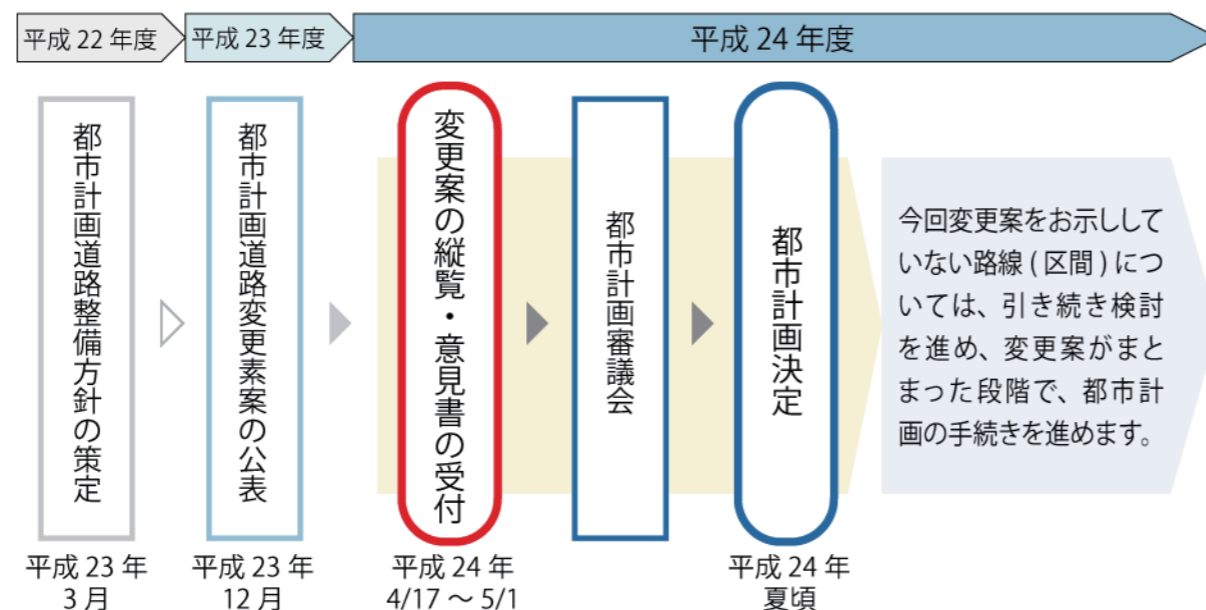 平成 22 年度
平成 23 年度
平成 24 年度
都市計画道路整備方針の策定
都市計画道路変更素案の公表
変更案の縦覧・意見書の受付
都市計画審議会
都市計画決定
今回変更案をお示しして
いない路線 ( 区間 ) につ
いては、引き続き検討
を進め、変更案がまと
まった段階で、都市計
画の手続きを進めます。
平成 23 年
3 月
平成 23 年
12 月
平成 24 年
4/17 ～ 5/1
平成 24 年
夏頃